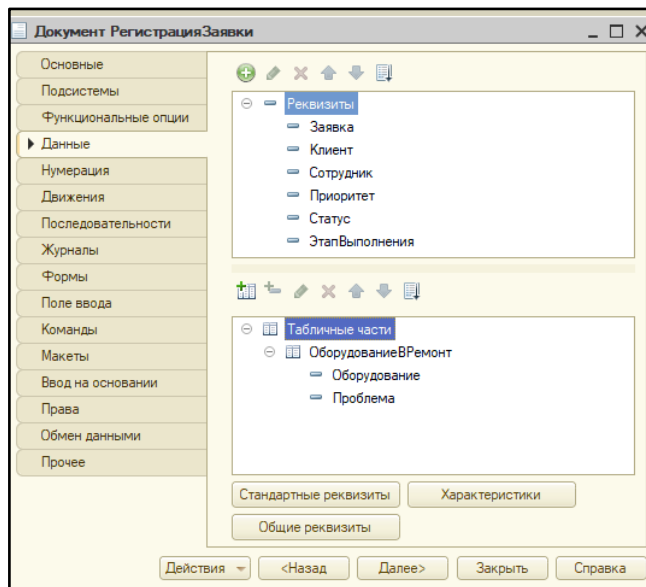 Документ РегистрацияЗаявки
Основные
Подсистемы
Функциональные опции
Данные
Нумерация
Движения
Последовательности
Журналы
Формы
Поле ввода
Команды
Макеты
Ввод на основании
Права
Обмен данными
Прочее
Реквизиты
Заявка
Клиент
Сотрудник
Приоритет
Статус
ЭтапВыполнения
Табличные части
ОборудованиеВРемонт
Оборудование
Проблема
Стандартные реквизиты
Характеристики
Общие реквизиты
Действия
<Назад
Далее>
Закрыть
Справка